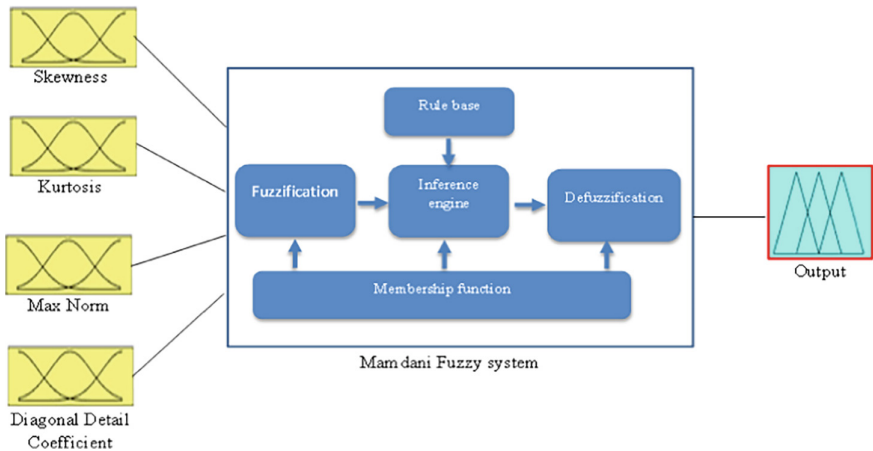 Skewness
Kurtosis
Max Norm
Diagonal Detail
Coefficient
Rule base
Fuzzification
Inference
engine
Defuzzification
Membership function
Mamdani Fuzzy system
Output